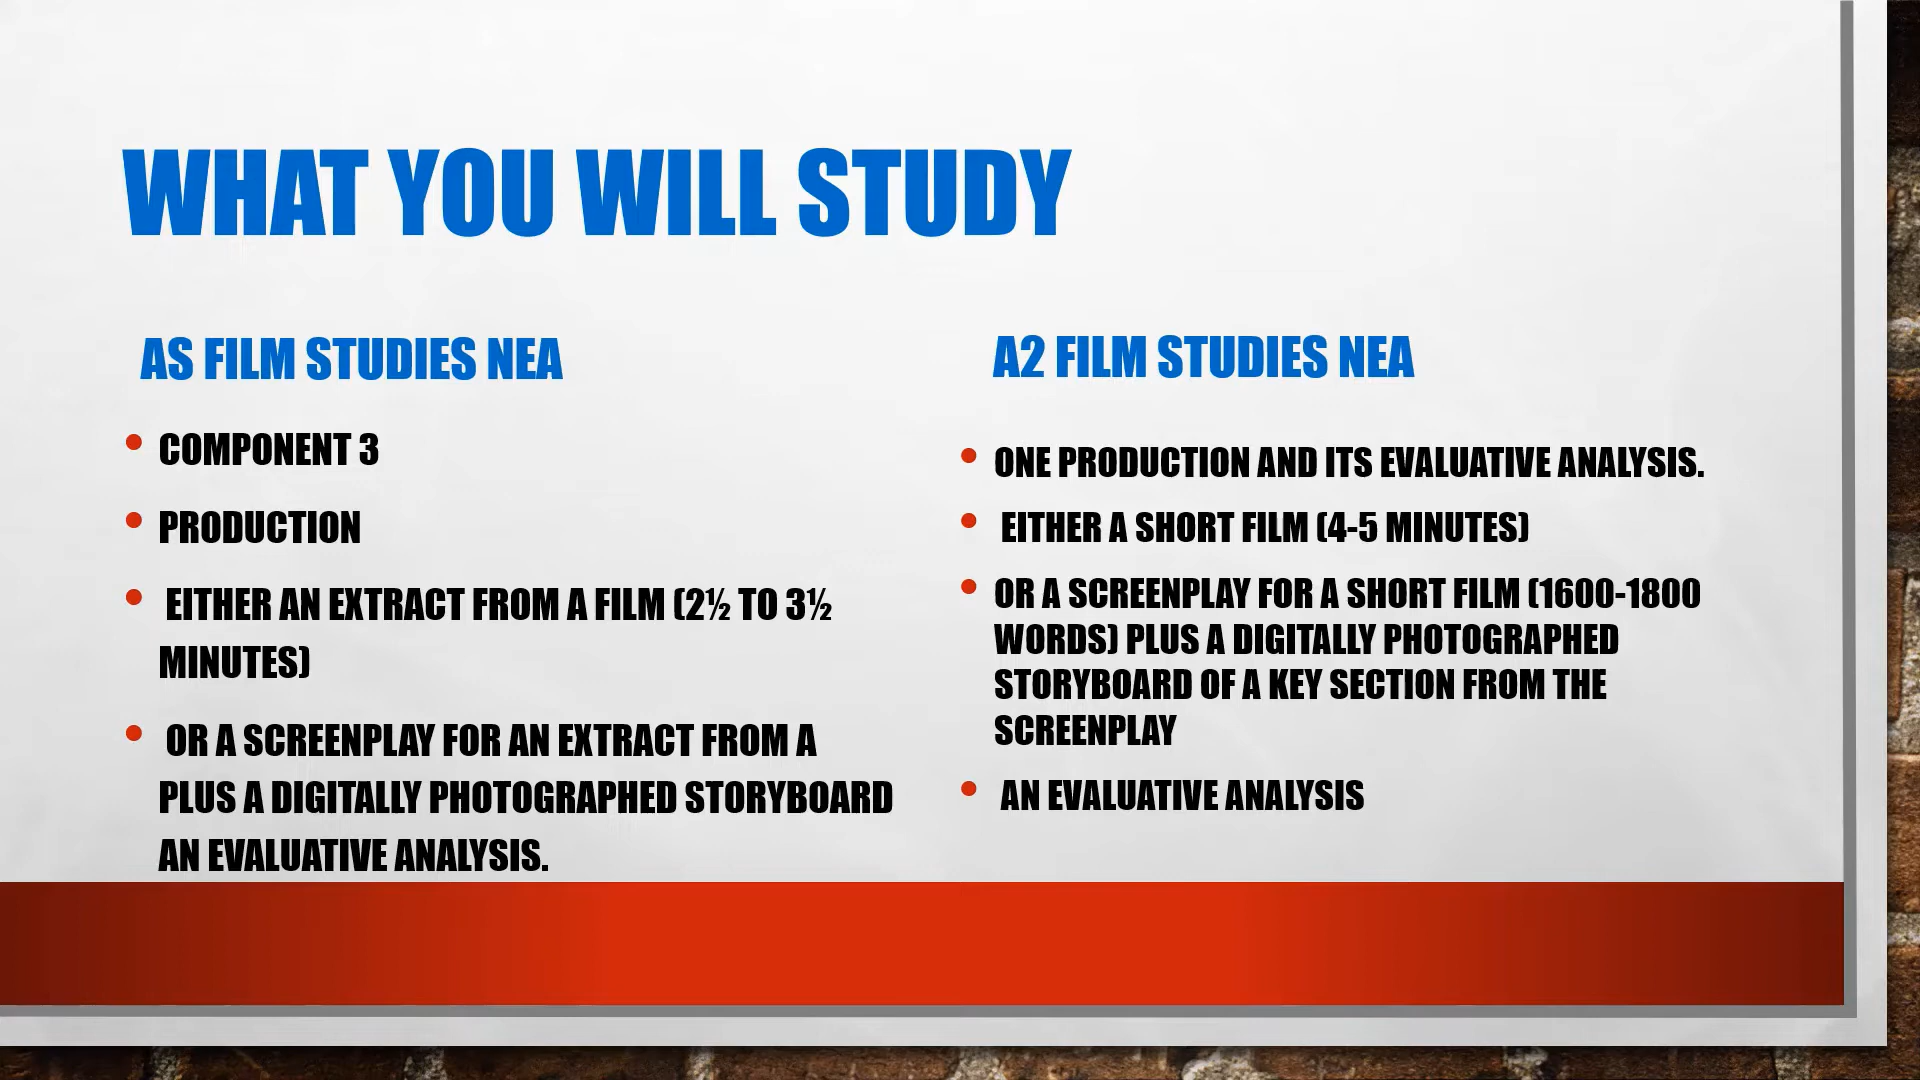 WHAT YOU WILL STUDY
AS FILM STUDIES NEA
• COMPONENT 3
• PRODUCTION
• EITHER AN EXTRACT FROM A FILM (2½ TO 3½
MINUTES)
• OR A SCREENPLAY FOR AN EXTRACT FROM A
PLUS A DIGITALLY PHOTOGRAPHED STORYBOARD
AN EVALUATIVE ANALYSIS.
A2 FILM STUDIES NEA
• ONE PRODUCTION AND ITS EVALUATIVE ANALYSIS.
• EITHER A SHORT FILM (4-5 MINUTES)
• OR A SCREENPLAY FOR A SHORT FILM (1600-1800
WORDS) PLUS A DIGITALLY PHOTOGRAPHED
STORYBOARD OF A KEY SECTION FROM THE
SCREENPLAY
• AN EVALUATIVE ANALYSIS